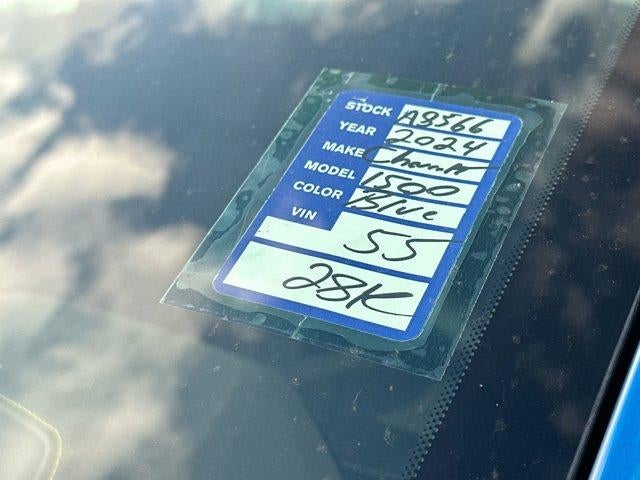 STOCK A8566
YEAR 2024
MAKE
MODEL 1500
COLOR Blue
VIN 55
28K